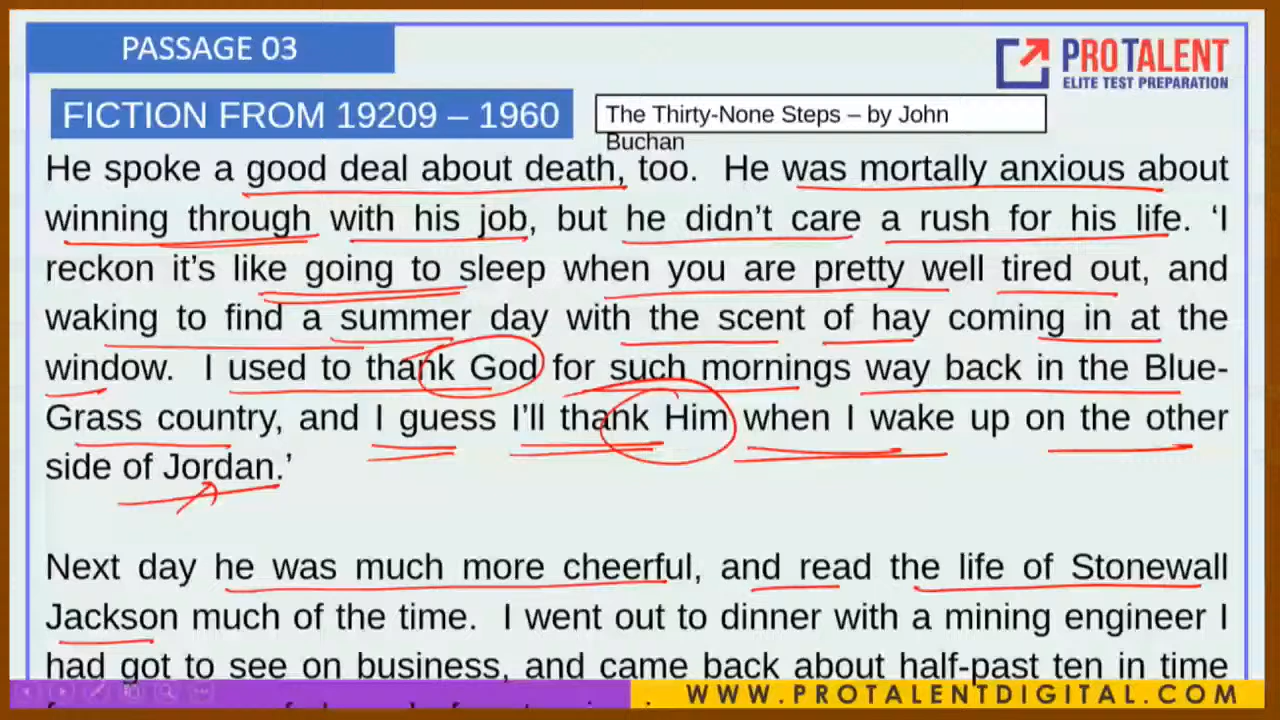 PASSAGE 03
PROTALENT
ELITE TEST PREPARATION
FICTION FROM 19209 – 1960
The Thirty-None Steps – by John
Buchan
He spoke a good deal about death, too. He was mortally anxious about
winning through with his job, but he didn't care a rush for his life. 'I
reckon it's like going to sleep when you are pretty well tired out, and
waking to find a summer day with the scent of hay coming in at the
window. I used to thank God for such mornings way back in the Blue-
Grass country, and I guess I'll thank Him when I wake up on the other
side of Jordan.'
Next day he was much more cheerful, and read the life of Stonewall
Jackson much of the time. I went out to dinner with a mining engineer I
had got to see on business, and came back about half-past ten in time
WWW.PROTALENTDIGITAL.COM